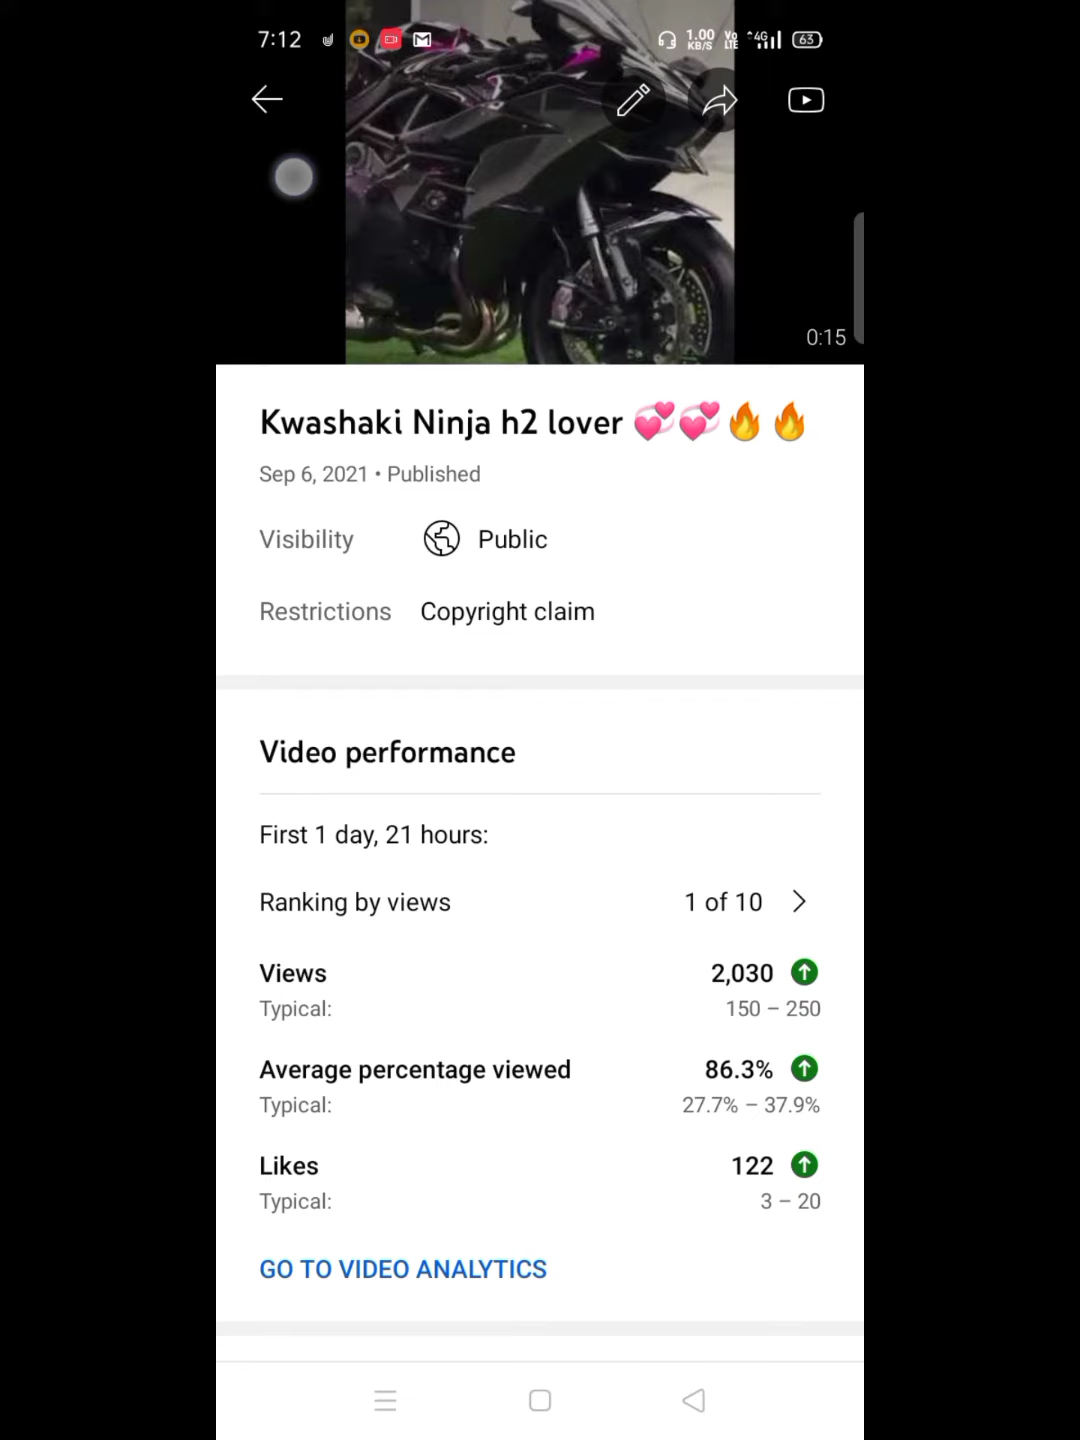 7:12
1.00 KB/S Vo LTE 4G 63
0:15
Kwashaki Ninja h2 lover 💞💞🔥🔥
Sep 6, 2021 • Published
Visibility Public
Restrictions Copyright claim
Video performance
First 1 day, 21 hours:
Ranking by views 1 of 10
Views 2,030
Typical: 150 – 250
Average percentage viewed 86.3%
Typical: 27.7% – 37.9%
Likes 122
Typical: 3 – 20
GO TO VIDEO ANALYTICS